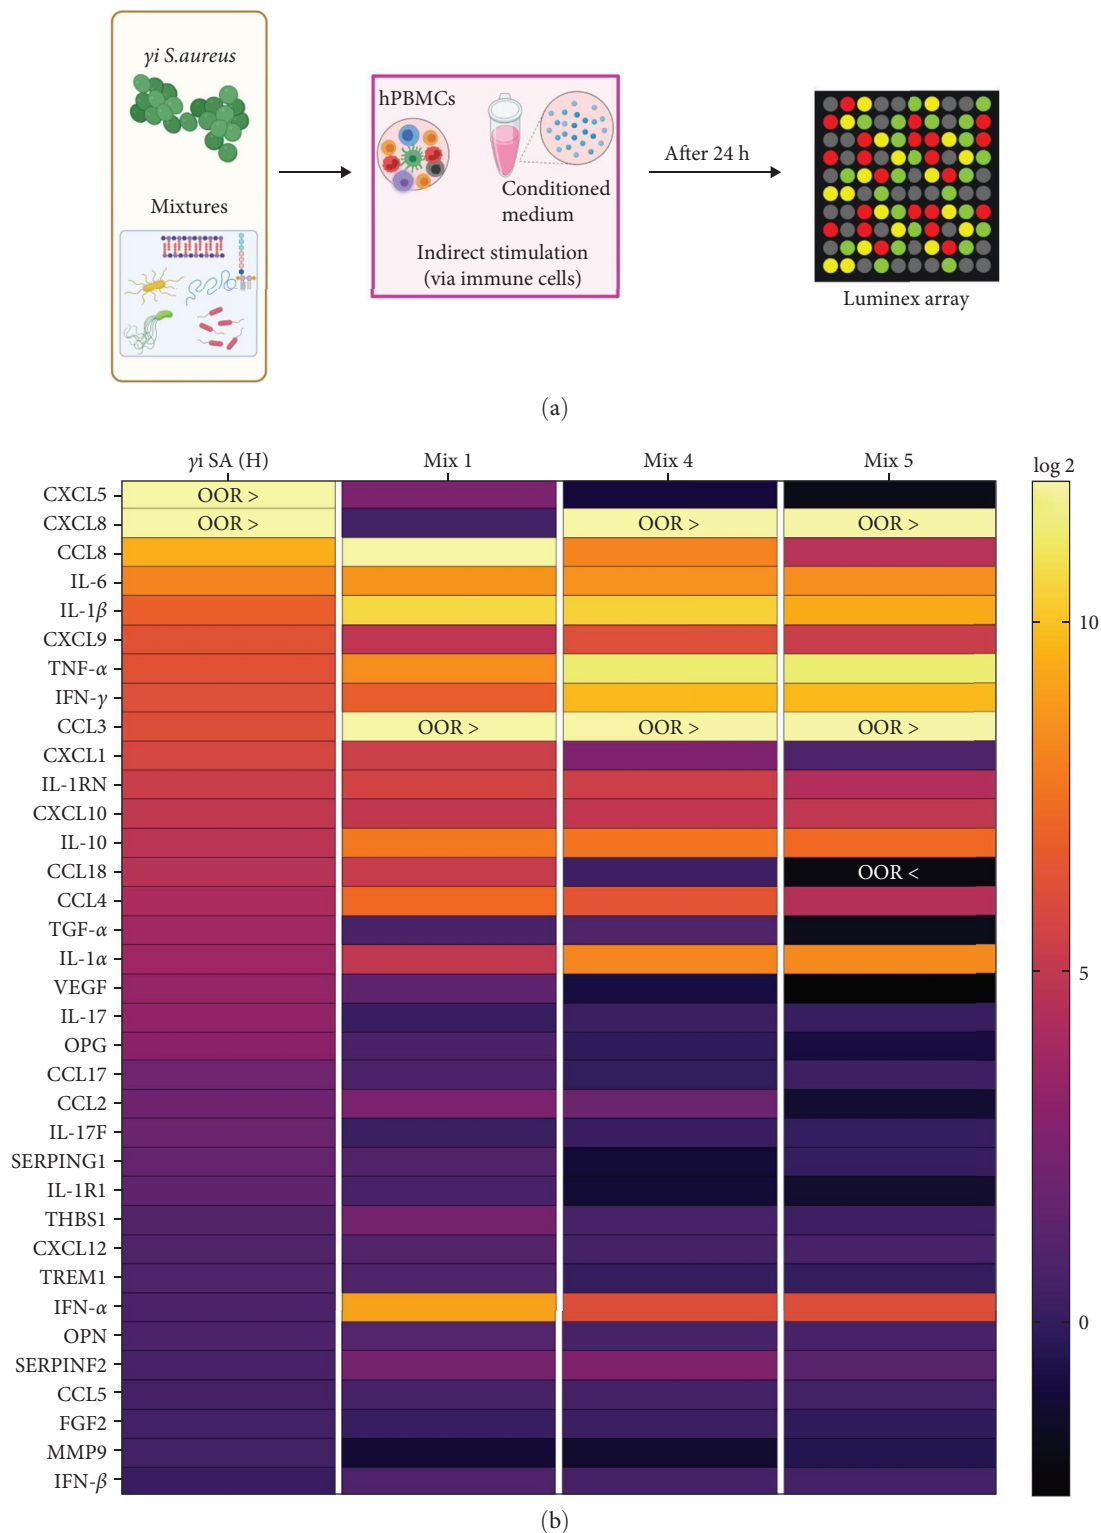 γi S.aureus
Mixtures
hPBMCs
Conditioned
medium
Indirect stimulation
(via immune cells)
After 24 h
Luminex array
(a)
γi SA (H) Mix 1 Mix 4 Mix 5 log 2
CXCL5 OOR >
CXCL8 OOR > OOR > OOR >
CCL8
IL-6
IL-1β
CXCL9
TNF-α
IFN-γ
CCL3 OOR > OOR > OOR >
CXCL1
IL-1RN
CXCL10
IL-10
CCL18 OOR <
CCL4
TGF-α
IL-1α
VEGF
IL-17
OPG
CCL17
CCL2
IL-17F
SERPING1
IL-1R1
THBS1
CXCL12
TREM1
IFN-α
OPN
SERPINF2
CCL5
FGF2
MMP9
IFN-β
10
5
0
(b)